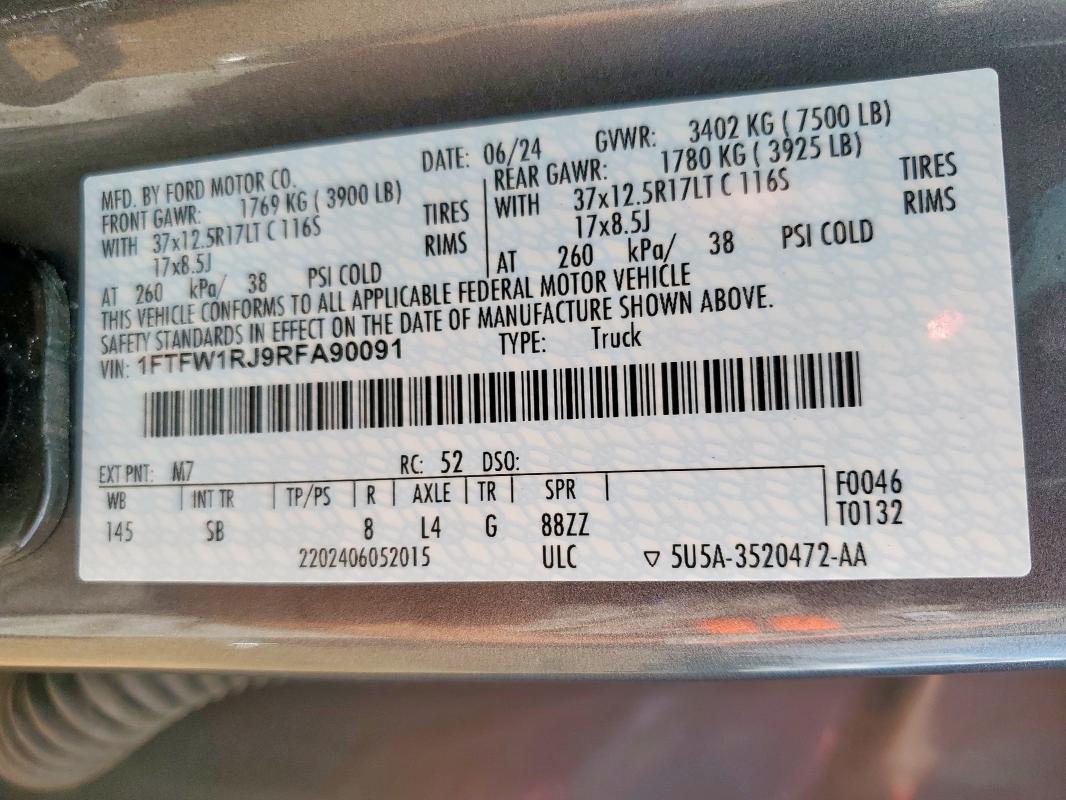 MFD. BY FORD MOTOR CO.
DATE: 06/24 GVWR: 3402 KG ( 7500 LB)
FRONT GAWR: 1769 KG ( 3900 LB)
WITH 37x12.5R17LT C 116S TIRES
17x8.5J RIMS
AT 260 kPa/ 38 PSI COLD
REAR GAWR: 1780 KG ( 3925 LB)
WITH 37x12.5R17LT C 116S TIRES
17x8.5J RIMS
AT 260 kPa/ 38 PSI COLD
THIS VEHICLE CONFORMS TO ALL APPLICABLE FEDERAL MOTOR VEHICLE
SAFETY STANDARDS IN EFFECT ON THE DATE OF MANUFACTURE SHOWN ABOVE.
VIN: 1FTFW1RJ9RFA90091 TYPE: Truck
EXT PNT: M7 RC: 52 DSO:
WB INT TR TP/PS R AXLE TR SPR F0046
145 SB 8 L4 G 88ZZ T0132
2202406052015 ULC ▽ 5U5A-3520472-AA